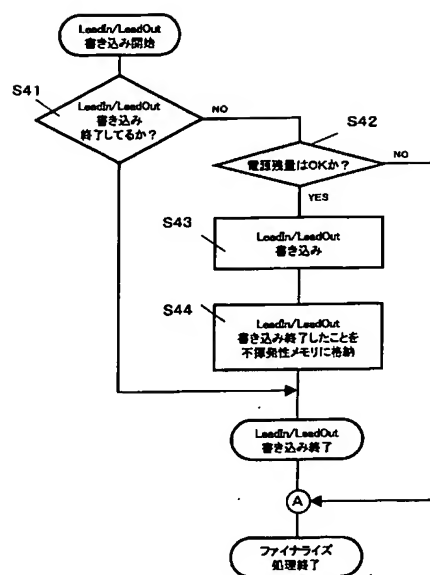 LeadIn/LeadOut
書き込み開始
S41
LeadIn/LeadOut
書き込み
終了してるか？
NO
S42
電源残量はOKか？
NO
YES
S43
LeadIn/LeadOut
書き込み
S44
LeadIn/LeadOut
書き込み終了したことを
不揮発性メモリに格納
LeadIn/LeadOut
書き込み終了
A
ファイナライズ
処理終了